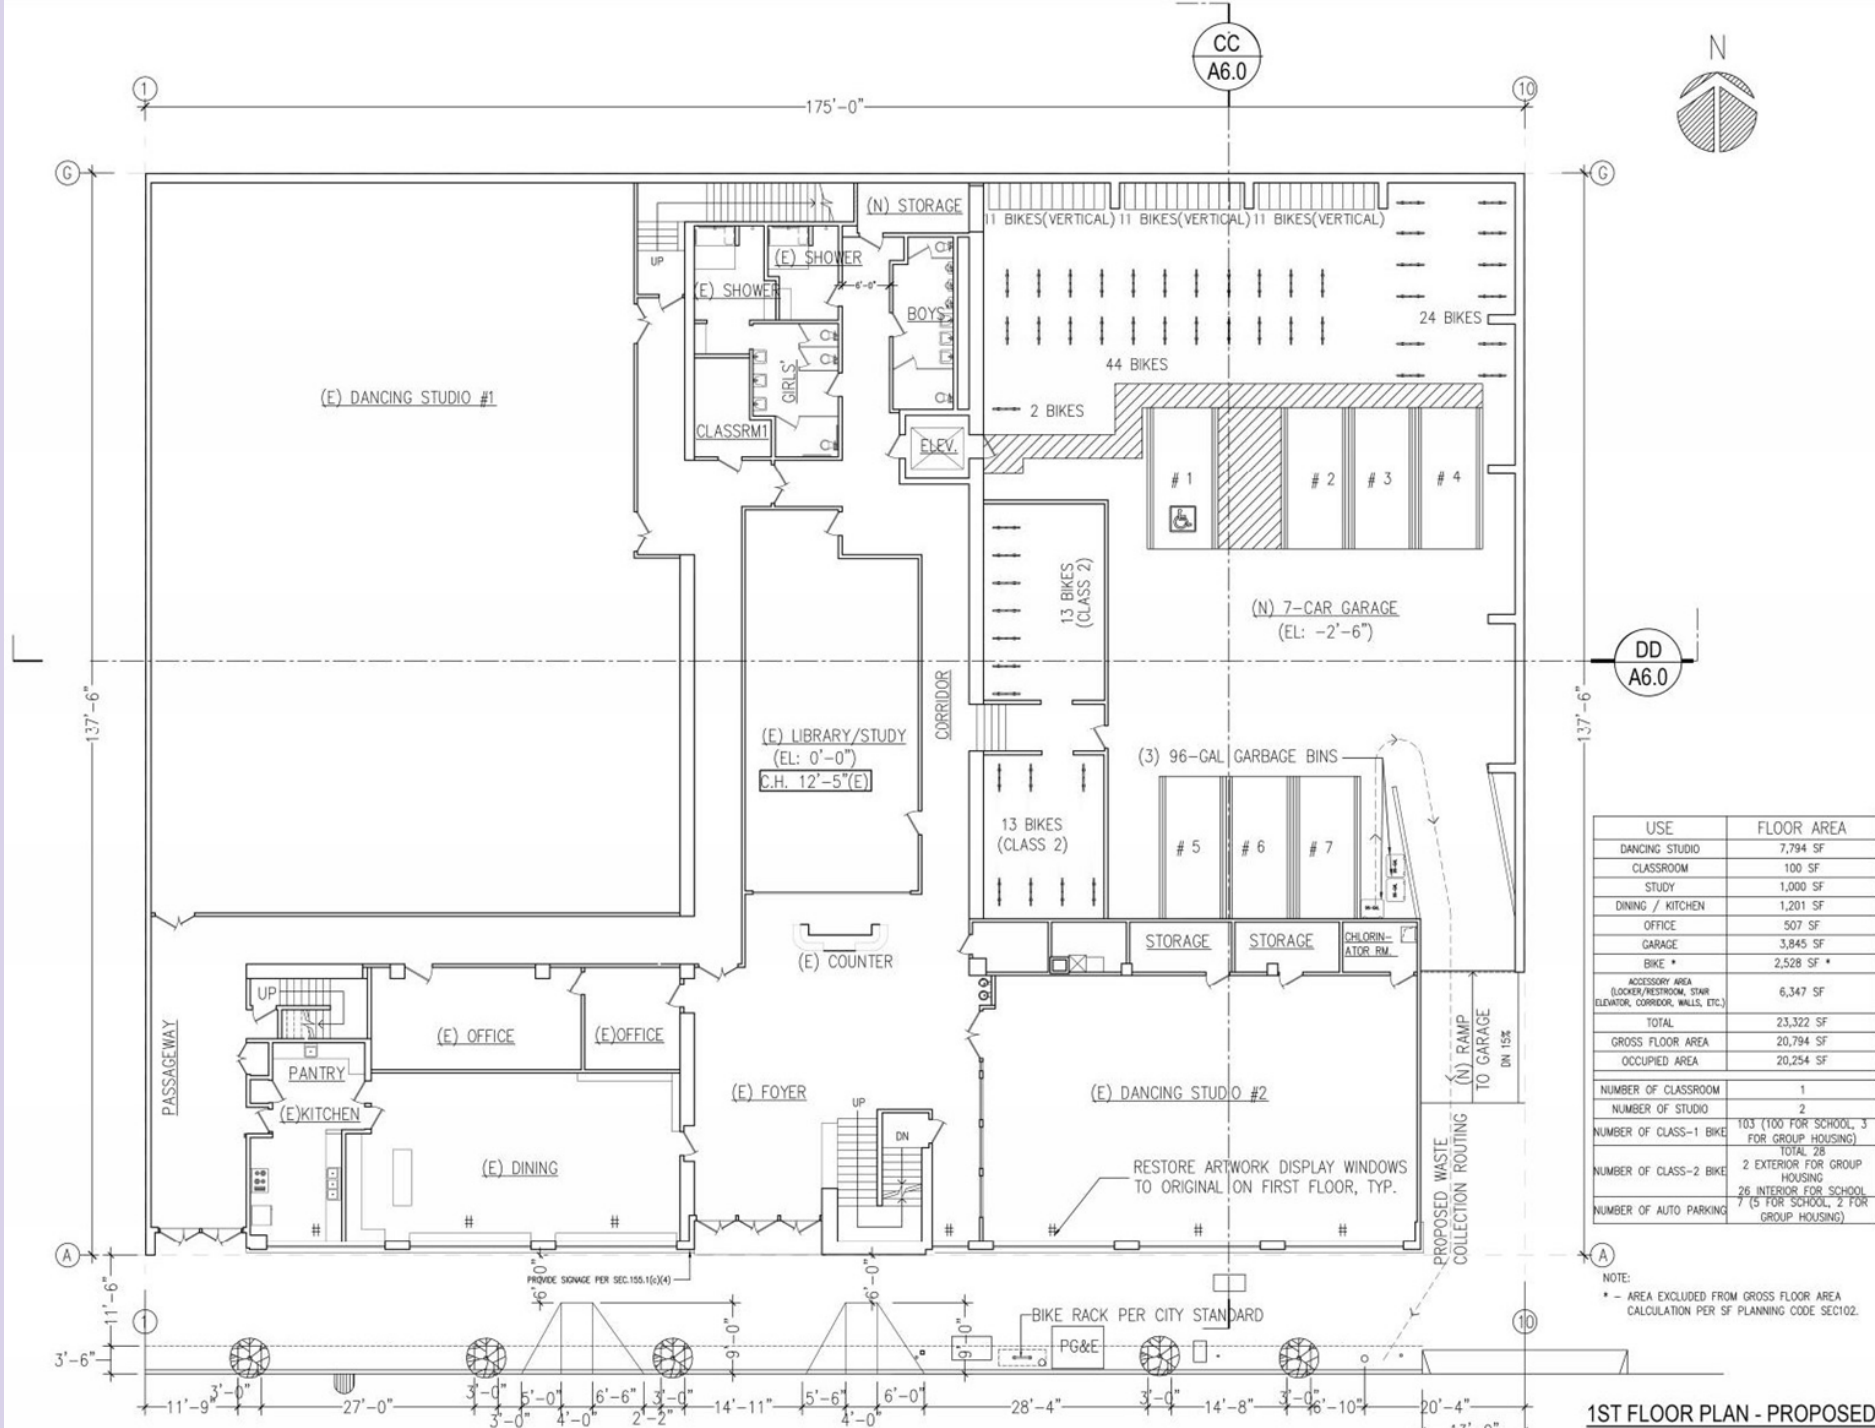 CC
A6.0
N
1
175'-0"
10
G
G
(N) STORAGE
11 BIKES(VERTICAL)
11 BIKES(VERTICAL)
11 BIKES(VERTICAL)
UP
(E) SHOWER
(E) SHOWER
6'-0"
BOYS
24 BIKES
44 BIKES
(E) DANCING STUDIO #1
GIRLS'
2 BIKES
CLASSRM1
ELEV.
# 1
# 2
# 3
# 4
13 BIKES
(CLASS 2)
(N) 7-CAR GARAGE
(EL: -2'-6")
DD
A6.0
137'-6"
137'-6"
CORRIDOR
(E) LIBRARY/STUDY
(EL: 0'-0")
C.H. 12'-5"(E)
(3) 96-GAL GARBAGE BINS
13 BIKES
(CLASS 2)
# 5
# 6
# 7
USE FLOOR AREA
DANCING STUDIO 7,794 SF
CLASSROOM 100 SF
STUDY 1,000 SF
DINING / KITCHEN 1,201 SF
OFFICE 507 SF
GARAGE 3,845 SF
BIKE * 2,528 SF *
ACCESSORY AREA
(LOCKER/RESTROOM, STAIR
ELEVATOR, CORRIDOR, WALLS, ETC.)
6,347 SF
TOTAL 23,322 SF
GROSS FLOOR AREA 20,794 SF
OCCUPIED AREA 20,254 SF
NUMBER OF CLASSROOM 1
NUMBER OF STUDIO 2
NUMBER OF CLASS-1 BIKE
103 (100 FOR SCHOOL, 3
FOR GROUP HOUSING)
NUMBER OF CLASS-2 BIKE
TOTAL 28
2 EXTERIOR FOR GROUP
HOUSING
26 INTERIOR FOR SCHOOL
NUMBER OF AUTO PARKING
7 (5 FOR SCHOOL, 2 FOR
GROUP HOUSING)
(E) COUNTER
STORAGE
STORAGE
CHLORIN-
ATOR RM.
UP
(E) OFFICE
(E)OFFICE
PASSAGEWAY
PANTRY
(E)KITCHEN
(E) FOYER
UP
DN
(E) DANCING STUDIO #2
(N) RAMP
TO GARAGE
DN 15%
(E) DINING
RESTORE ARTWORK DISPLAY WINDOWS
TO ORIGINAL ON FIRST FLOOR, TYP.
PROPOSED WASTE
COLLECTION ROUTING
#
#
#
#
#
#
#
A
A
PROVIDE SIGNAGE PER SEC.155.1(c)(4)
NOTE:
* - AREA EXCLUDED FROM GROSS FLOOR AREA
CALCULATION PER SF PLANNING CODE SEC102.
11'-6"
6'-0"
6'-0"
1
10
9'-0"
9'-0"
BIKE RACK PER CITY STANDARD
PG&E
3'-6"
11'-9"
3'-0"
27'-0"
3'-0"
3'-0"
5'-0"
4'-0"
6'-6"
2'-2"
3'-0"
14'-11"
5'-6"
4'-0"
6'-0"
28'-4"
3'-0"
14'-8"
3'-0"
6'-10"
20'-4"
1ST FLOOR PLAN - PROPOSED